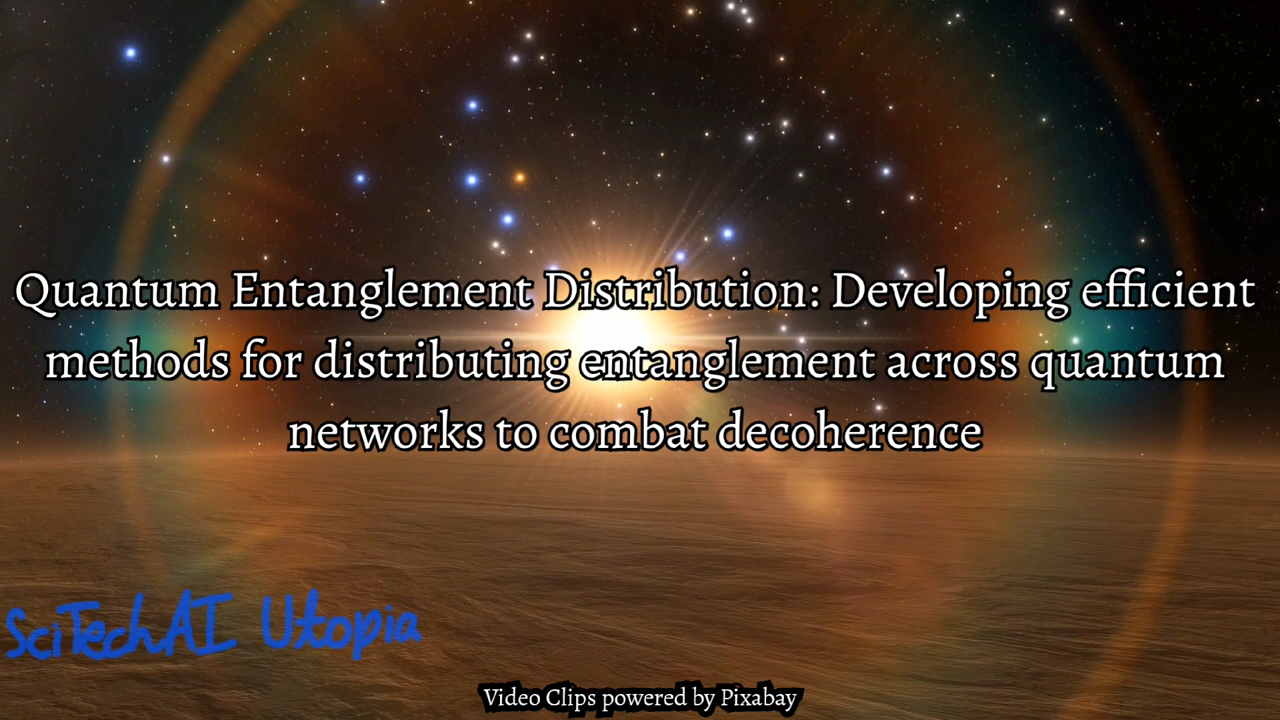 Quantum Entanglement Distribution: Developing efficient
methods for distributing entanglement across quantum
networks to combat decoherence
SciTechAI Utopia
Video Clips powered by Pixabay